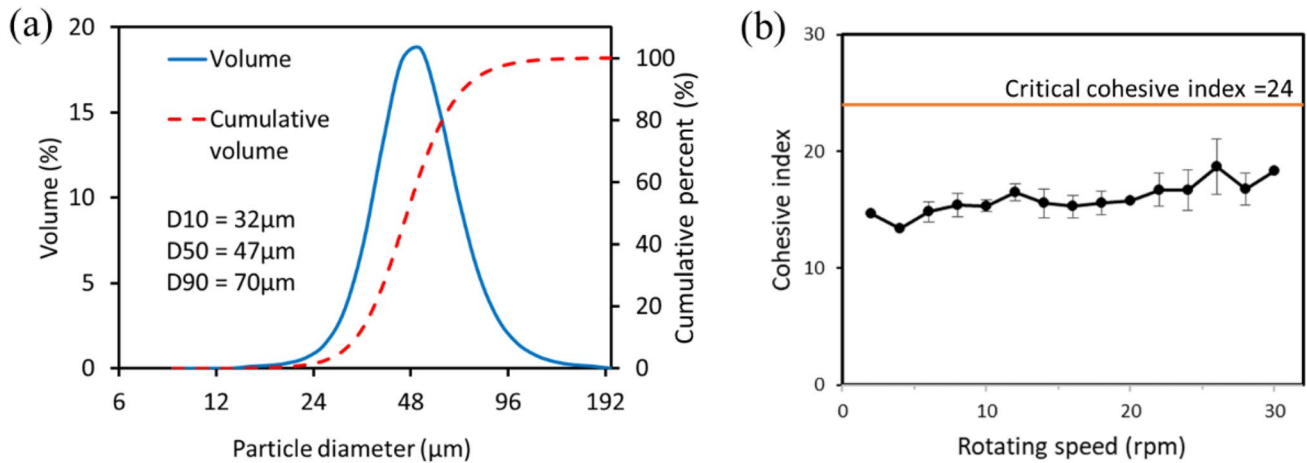 (a)
20
15
10
5
0
Volume (%)
Volume
Cumulative
volume
D10 = 32µm
D50 = 47µm
D90 = 70µm
100
80
60
40
20
0
Cumulative percent (%)
6 12 24 48 96 192
Particle diameter (µm)
(b)
30
20
10
0
Cohesive index
Critical cohesive index =24
0 10 20 30
Rotating speed (rpm)